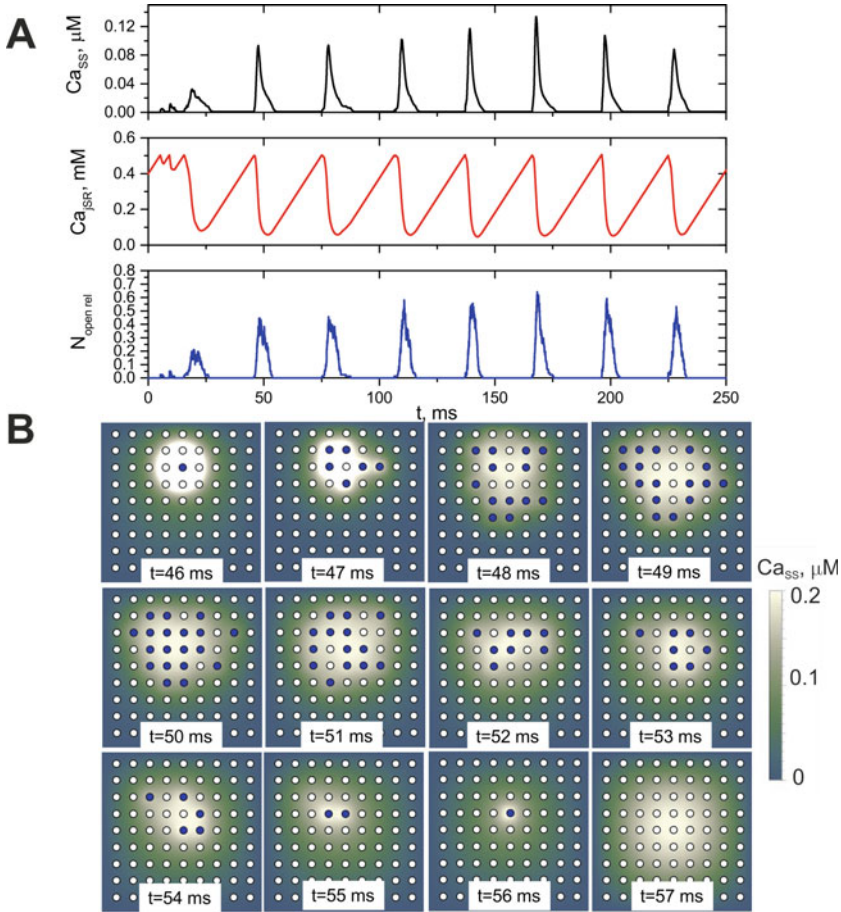 A
Ca_SS, μM
0.12
0.08
0.04
0.00
Ca_jSR, mM
0.6
0.4
0.2
0.0
N_open rel
0.8
0.7
0.6
0.5
0.4
0.3
0.2
0.1
0.0
0 50 100 150 200 250
t, ms
B
t=46 ms t=47 ms t=48 ms t=49 ms
Ca_SS, μM
0.2
0.1
0
t=50 ms t=51 ms t=52 ms t=53 ms
t=54 ms t=55 ms t=56 ms t=57 ms